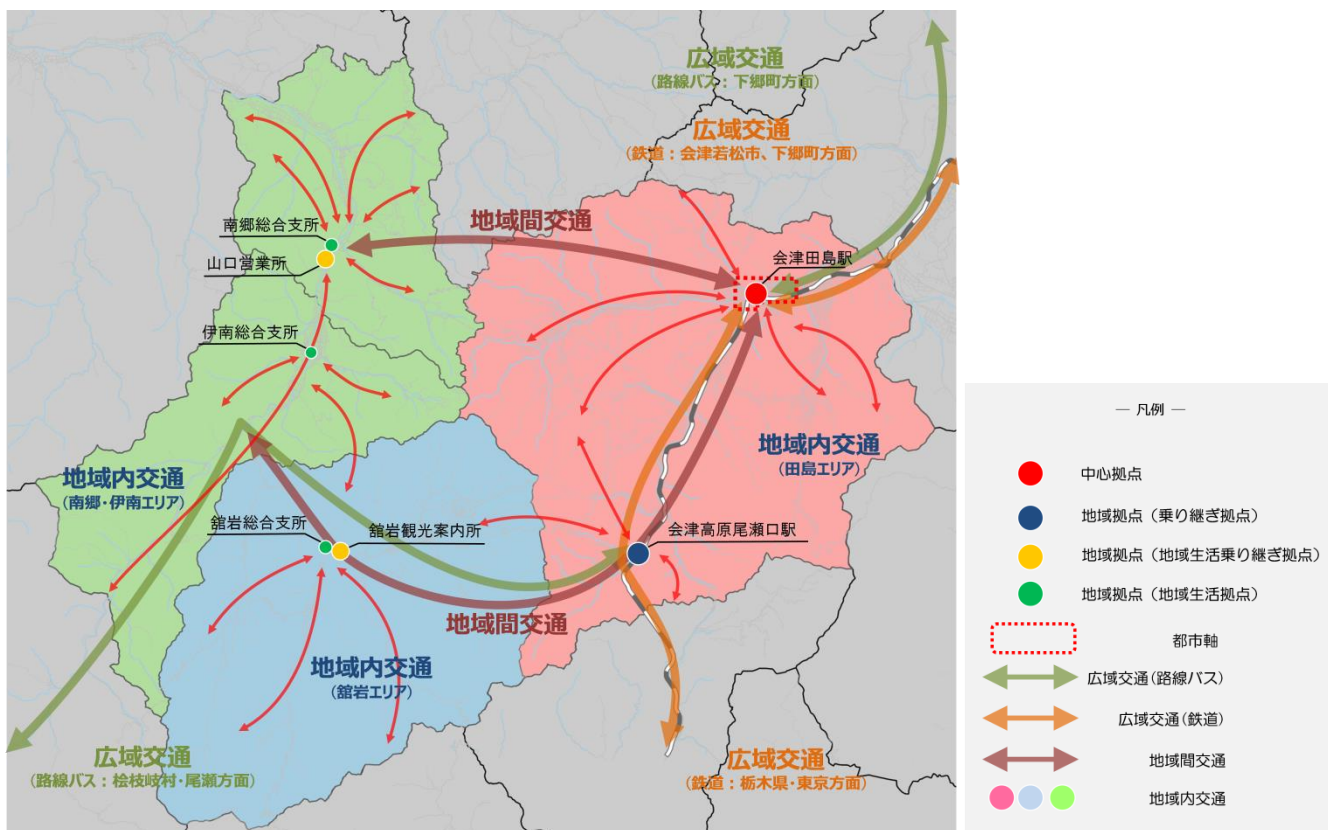 広域交通
(路線バス：下郷町方面)
広域交通
(鉄道：会津若松市、下郷町方面)
地域間交通
南郷総合支所
山口営業所
会津田島駅
伊南総合支所
地域内交通
(田島エリア)
地域内交通
(南郷・伊南エリア)
舘岩総合支所
舘岩観光案内所
会津高原尾瀬口駅
地域間交通
地域内交通
(舘岩エリア)
広域交通
(路線バス：桧枝岐村・尾瀬方面)
広域交通
(鉄道：栃木県・東京方面)
― 凡例 ―
中心拠点
地域拠点（乗り継ぎ拠点）
地域拠点（地域生活乗り継ぎ拠点）
地域拠点（地域生活拠点）
都市軸
広域交通(路線バス)
広域交通(鉄道)
地域間交通
地域内交通